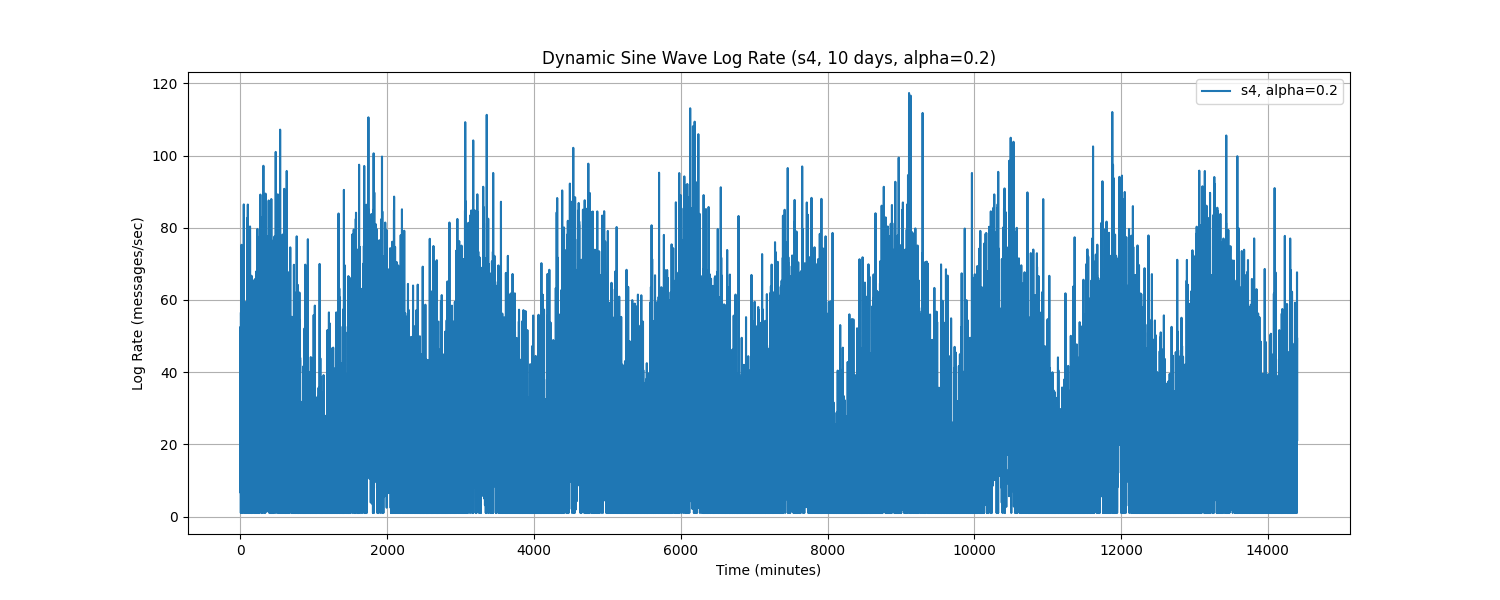 Dynamic Sine Wave Log Rate (s4, 10 days, alpha=0.2)
s4, alpha=0.2
Log Rate (messages/sec)
120
100
80
60
40
20
0
0 2000 4000 6000 8000 10000 12000 14000
Time (minutes)